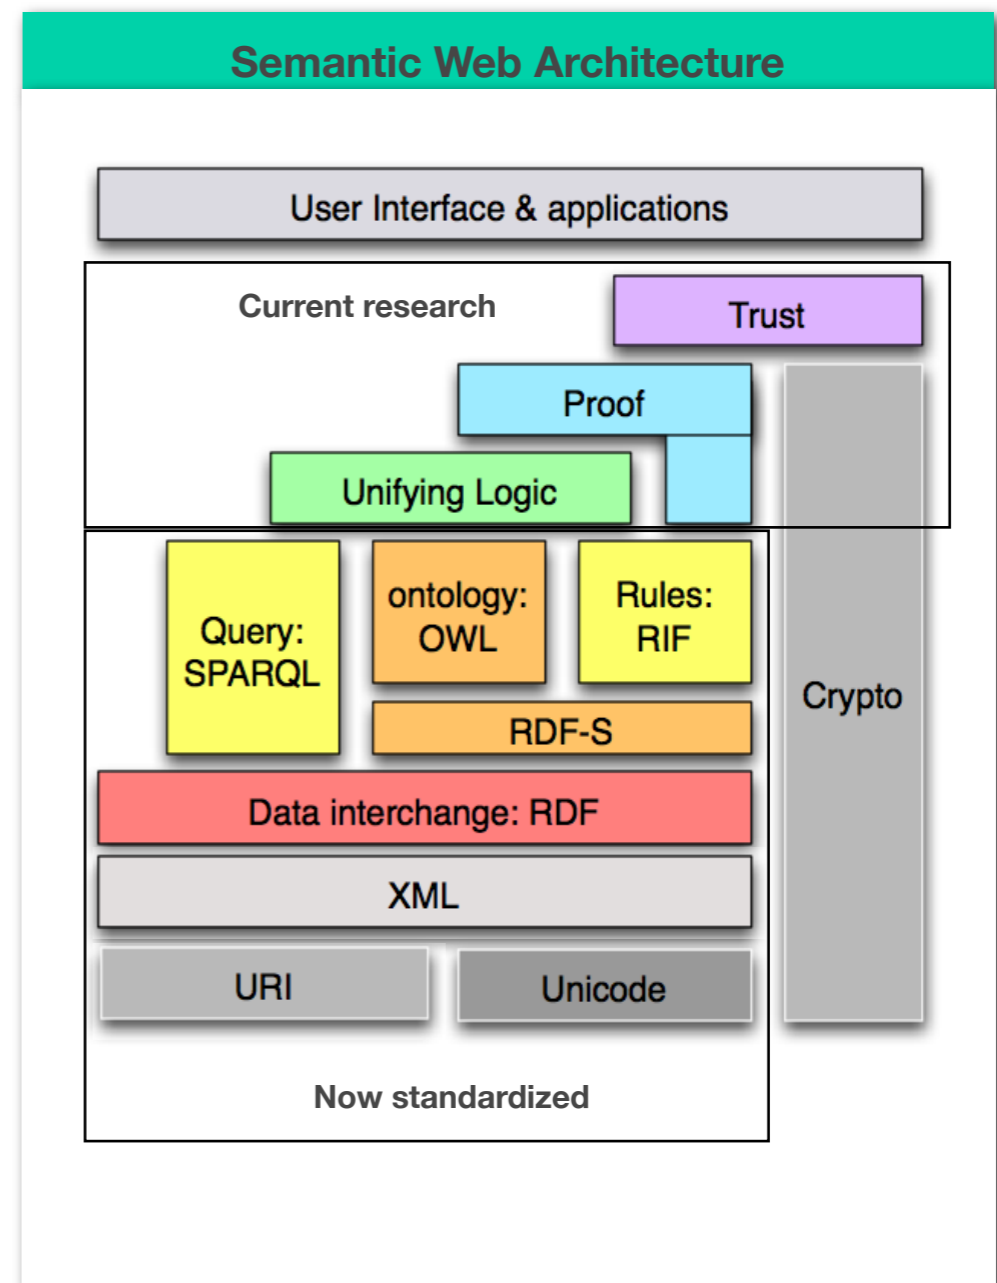 Semantic Web Architecture
User Interface & applications
Current research
Trust
Proof
Unifying Logic
Query:
SPARQL
ontology:
OWL
Rules:
RIF
Crypto
RDF-S
Data interchange: RDF
XML
URI
Unicode
Now standardized